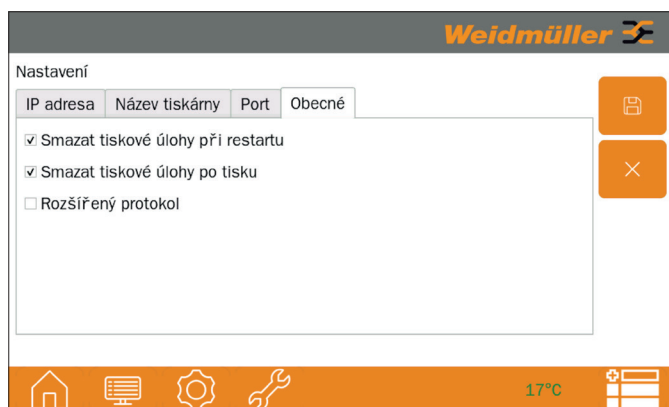 Weidmüller
Nastavení
IP adresa Název tiskárny Port Obecné
Smazat tiskové úlohy při restartu
Smazat tiskové úlohy po tisku
Rozšířený protokol
17°C